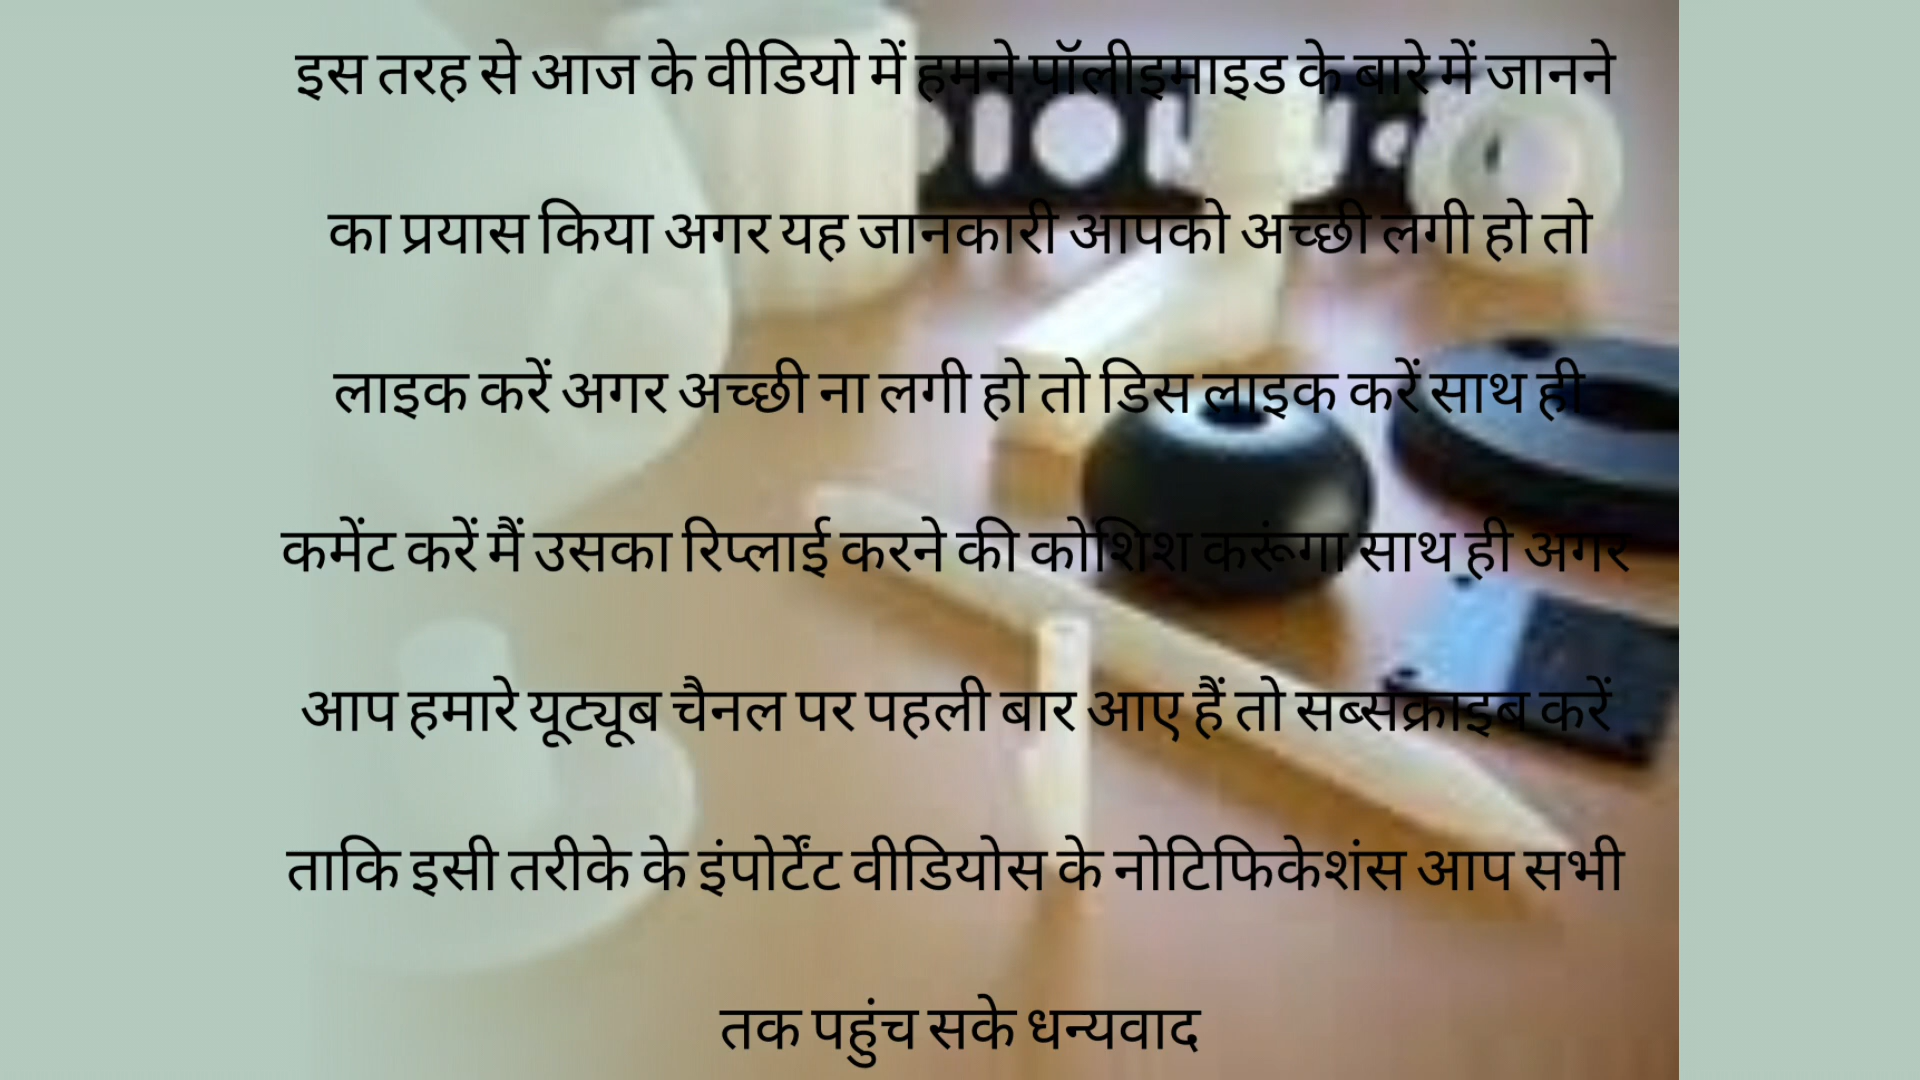 इस तरह से आज के वीडियो में हमने पॉलीइमाइड के बारे में जानने
का प्रयास किया अगर यह जानकारी आपको अच्छी लगी हो तो
लाइक करें अगर अच्छी ना लगी हो तो डिस लाइक करें साथ ही
कमेंट करें मैं उसका रिप्लाई करने की कोशिश करूंगा साथ ही अगर
आप हमारे यूट्यूब चैनल पर पहली बार आए हैं तो सब्सक्राइब करें
ताकि इसी तरीके के इंपोर्टेंट वीडियोस के नोटिफिकेशंस आप सभी
तक पहुंच सके धन्यवाद